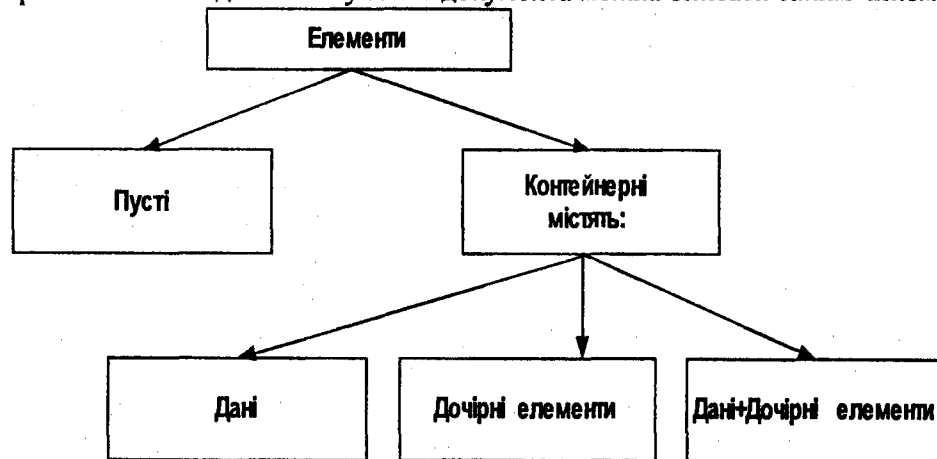 Елементи
Пусті
Контейнерні
містять:
Дані
Дочірні елементи
Дані+Дочірні елементи